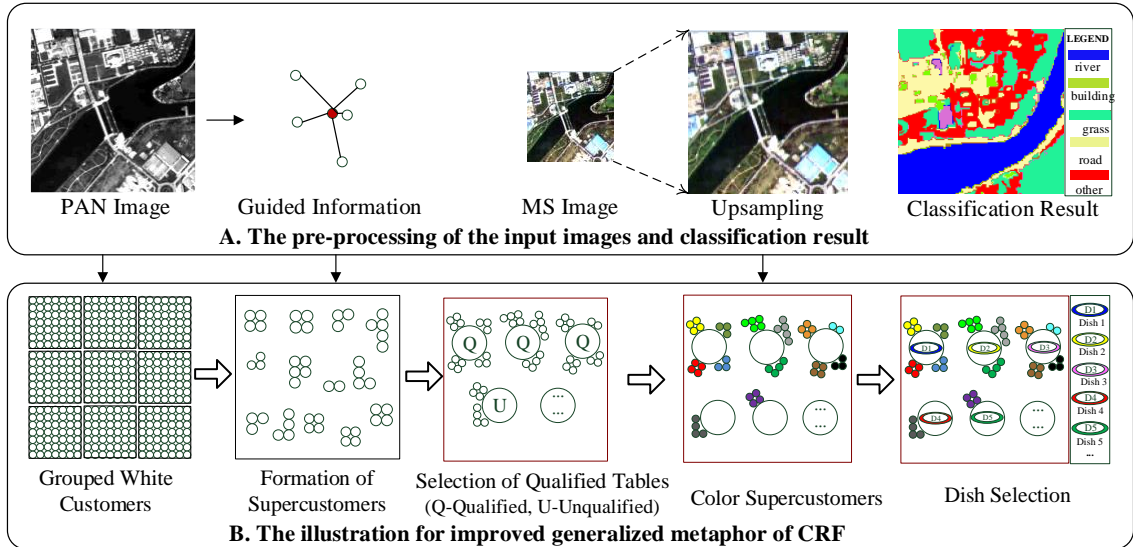 LEGEND
river
building
grass
road
other
PAN Image
Guided Information
MS Image
Upsampling
Classification Result
A. The pre-processing of the input images and classification result
Q
Q
Q
U
...
...
...
...
D1
D2
D3
D4
D5
...
...
D1
Dish 1
D2
Dish 2
D3
Dish 3
D4
Dish 4
D5
Dish 5
...
Grouped White
Customers
Formation of
Supercustomers
Selection of Qualified Tables
(Q-Qualified, U-Unqualified)
Color Supercustomers
Dish Selection
B. The illustration for improved generalized metaphor of CRF